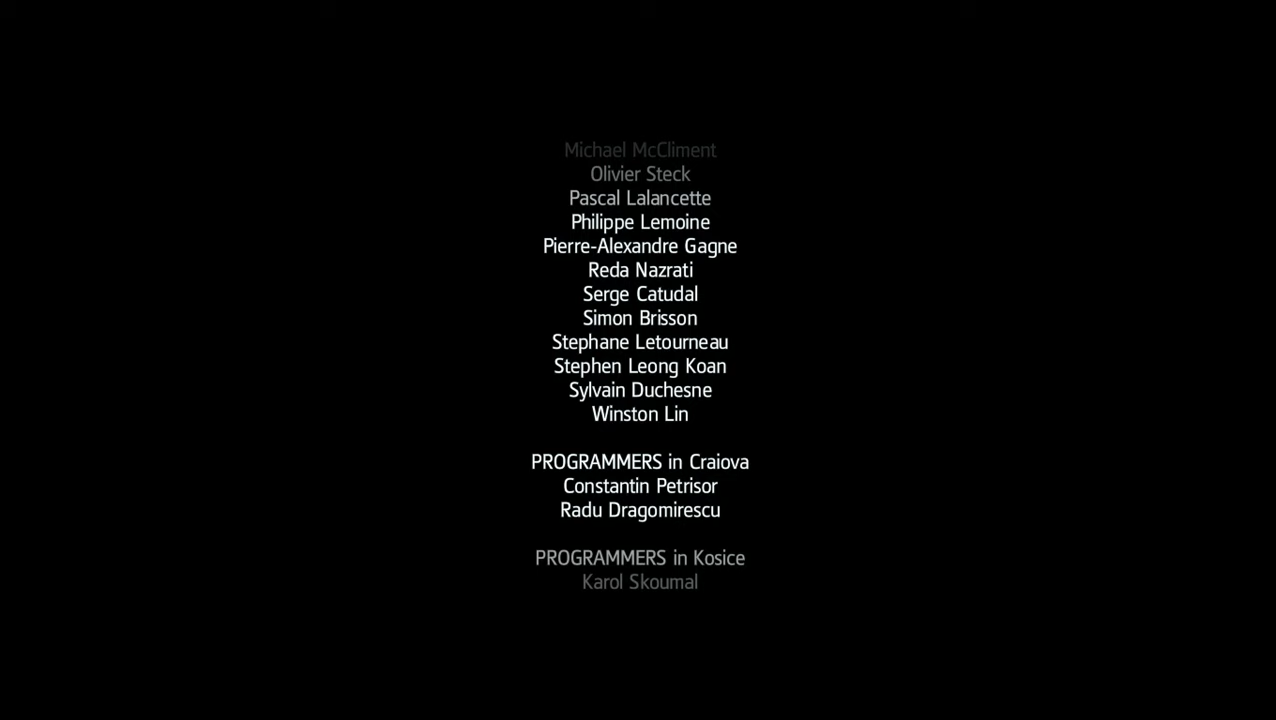 Michael McCliment
Olivier Steck
Pascal Lalancette
Philippe Lemoine
Pierre-Alexandre Gagne
Reda Nazrati
Serge Catudal
Simon Brisson
Stephane Letourneau
Stephen Leong Koan
Sylvain Duchesne
Winston Lin
PROGRAMMERS in Craiova
Constantin Petrisor
Radu Dragomirescu
PROGRAMMERS in Kosice
Karol Skoumal